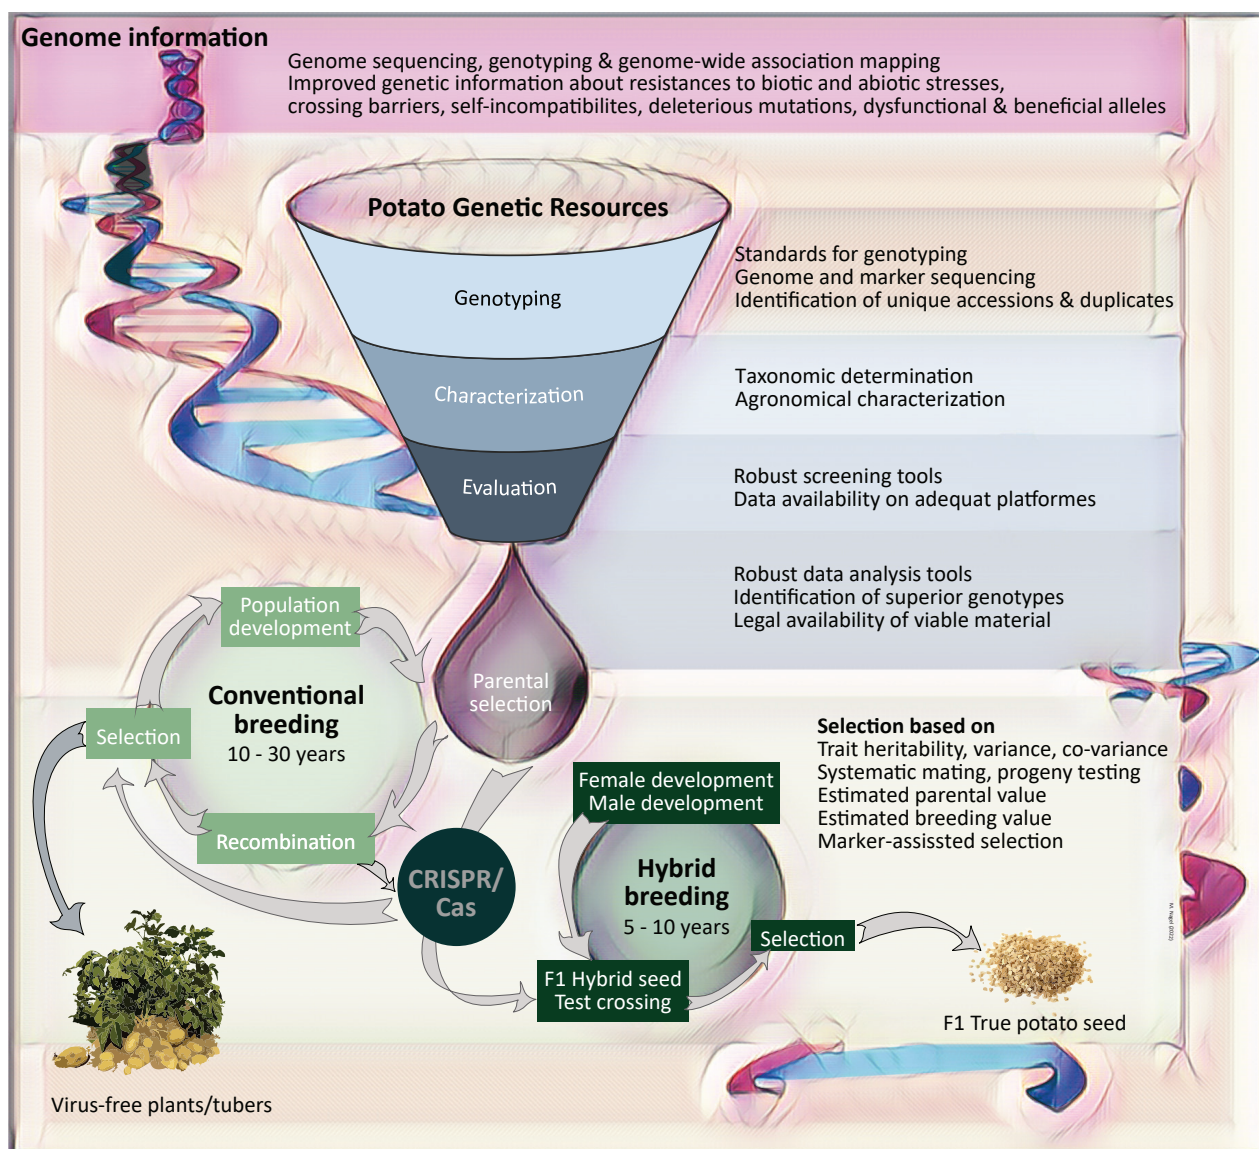 Genome information
Genome sequencing, genotyping & genome-wide association mapping
Improved genetic information about resistances to biotic and abiotic stresses,
crossing barriers, self-incompatibilites, deleterious mutations, dysfunctional & beneficial alleles
Potato Genetic Resources
Genotyping
Standards for genotyping
Genome and marker sequencing
Identification of unique accessions & duplicates
Characterization
Taxonomic determination
Agronomical characterization
Evaluation
Robust screening tools
Data availability on adequat platformes
Robust data analysis tools
Identification of superior genotypes
Legal availability of viable material
Parental
selection
Population
development
Conventional
breeding
10 - 30 years
Selection
Recombination
CRISPR/
Cas
Female development
Male development
Hybrid
breeding
5 - 10 years
Selection
F1 Hybrid seed
Test crossing
Selection based on
Trait heritability, variance, co-variance
Systematic mating, progeny testing
Estimated parental value
Estimated breeding value
Marker-assissted selection
M. Nagel (2022)
F1 True potato seed
Virus-free plants/tubers